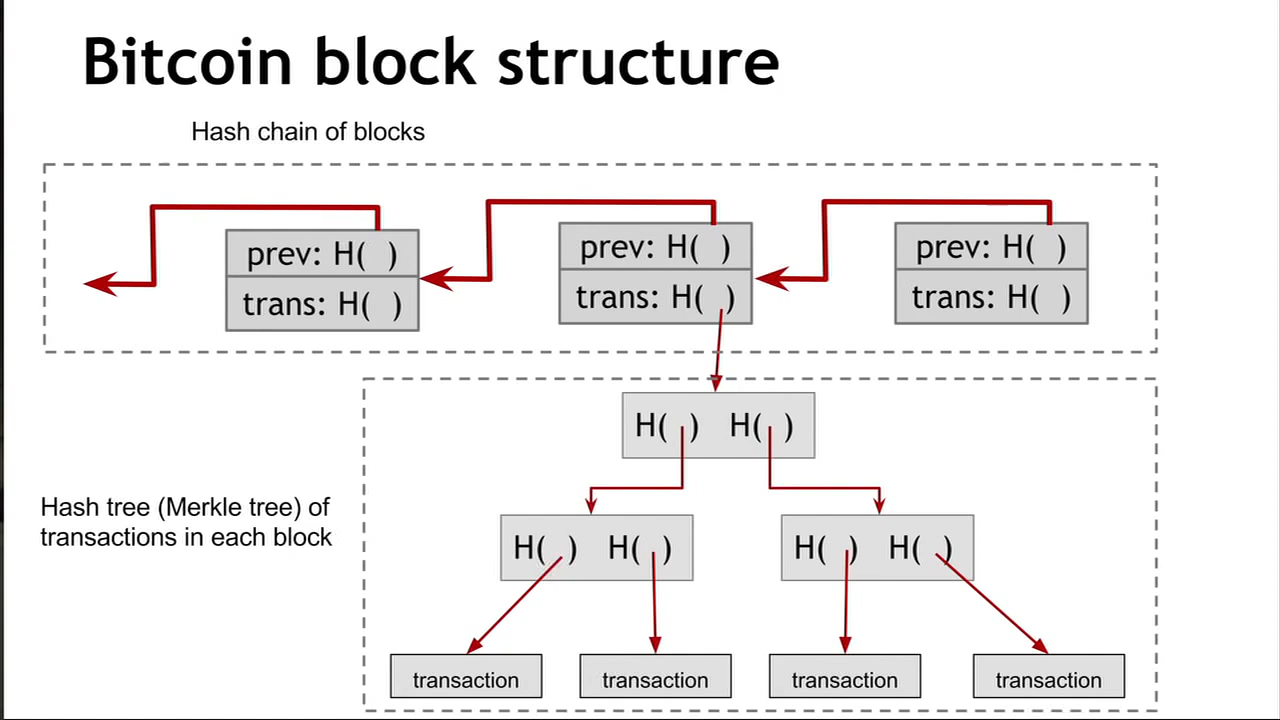 Bitcoin block structure
Hash chain of blocks
prev: H( )
trans: H( )
prev: H( )
trans: H( )
prev: H( )
trans: H( )
H( ) H( )
Hash tree (Merkle tree) of
transactions in each block
H( ) H( )
H( ) H( )
transaction
transaction
transaction
transaction